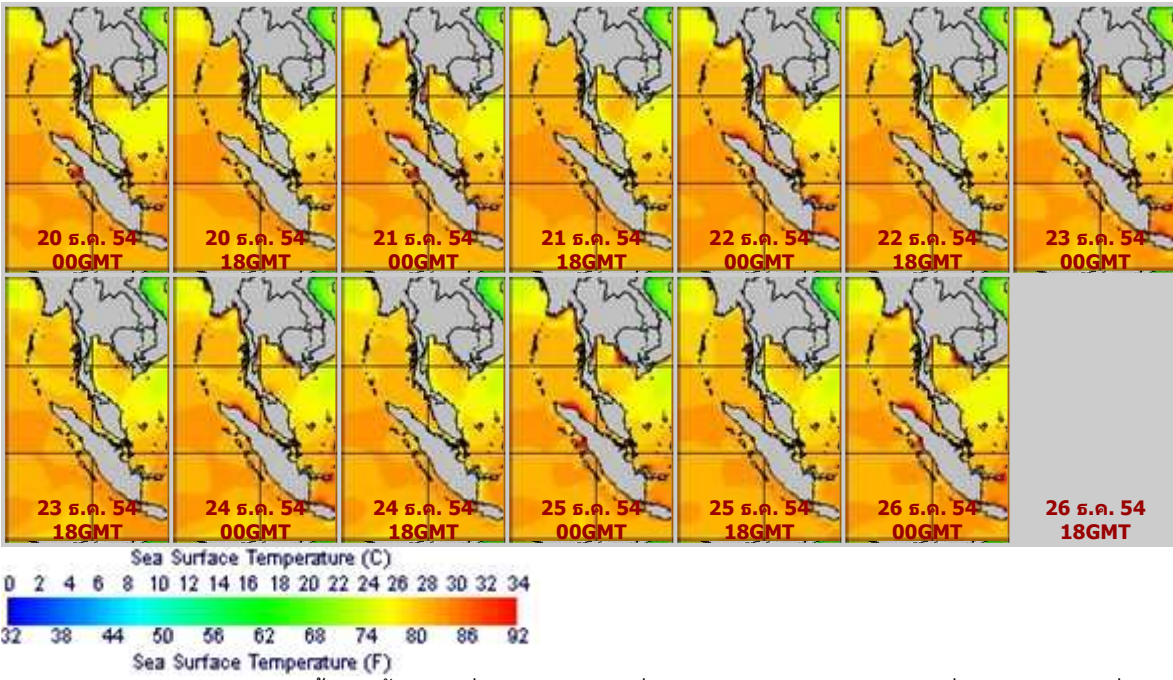 20 ธ.ค. 54 00GMT
20 ธ.ค. 54 18GMT
21 ธ.ค. 54 00GMT
21 ธ.ค. 54 18GMT
22 ธ.ค. 54 00GMT
22 ธ.ค. 54 18GMT
23 ธ.ค. 54 00GMT
23 ธ.ค. 54 18GMT
24 ธ.ค. 54 00GMT
24 ธ.ค. 54 18GMT
25 ธ.ค. 54 00GMT
25 ธ.ค. 54 18GMT
26 ธ.ค. 54 00GMT
26 ธ.ค. 54 18GMT
Sea Surface Temperature (C)
0 2 4 6 8 10 12 14 16 18 20 22 24 26 28 30 32 34
32 38 44 50 56 62 68 74 80 86 92
Sea Surface Temperature (F)